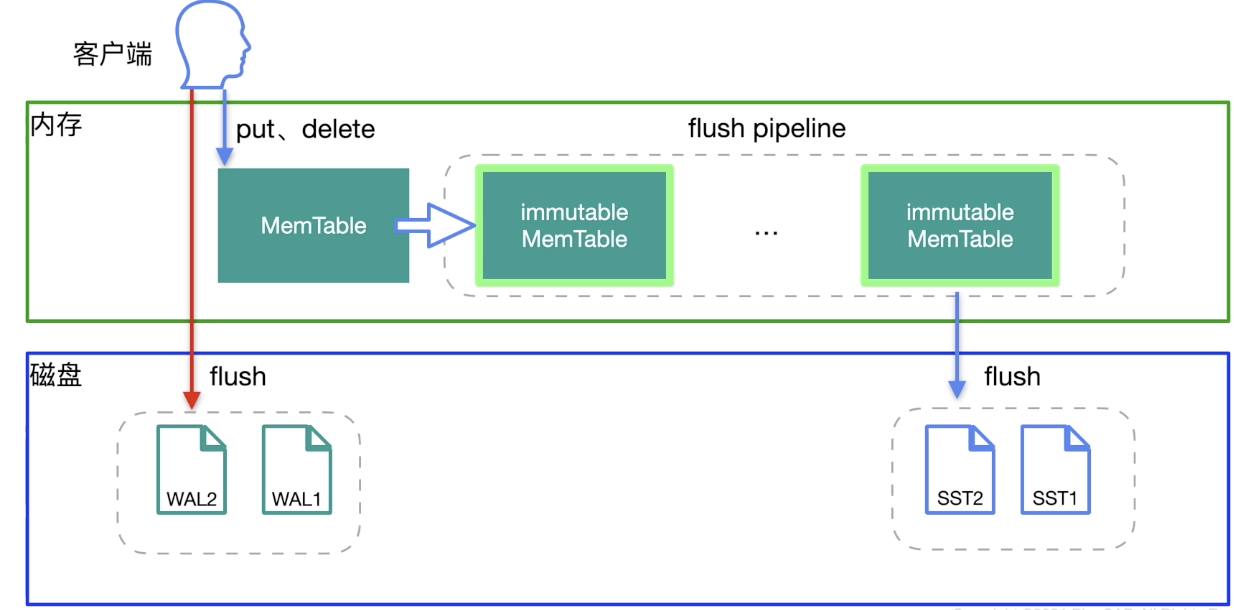 客户端
内存
put、delete
flush pipeline
MemTable
immutable
MemTable
...
immutable
MemTable
磁盘
flush
flush
WAL2
WAL1
SST2
SST1